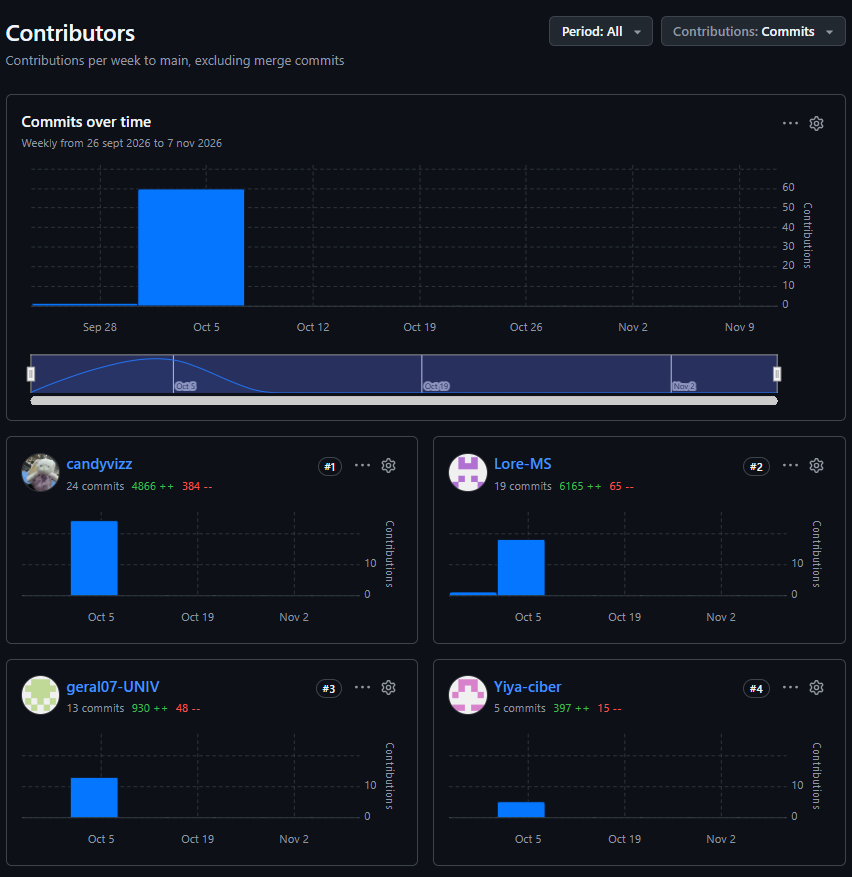 Contributors
Period: All
Contributions: Commits
Contributions per week to main, excluding merge commits
Commits over time
Weekly from 26 sept 2026 to 7 nov 2026
60
50
40
30
20
10
0
Contributions
Sep 28
Oct 5
Oct 12
Oct 19
Oct 26
Nov 2
Nov 9
Oct 5
Oct 19
Nov 2
candyvizz
#1
24 commits 4866 ++ 384 --
10
0
Contributions
Oct 5
Oct 19
Nov 2
Lore-MS
#2
19 commits 6165 ++ 65 --
10
0
Contributions
Oct 5
Oct 19
Nov 2
geral07-UNIV
#3
13 commits 930 ++ 48 --
10
0
Contributions
Oct 5
Oct 19
Nov 2
Yiya-ciber
#4
5 commits 397 ++ 15 --
10
0
Contributions
Oct 5
Oct 19
Nov 2